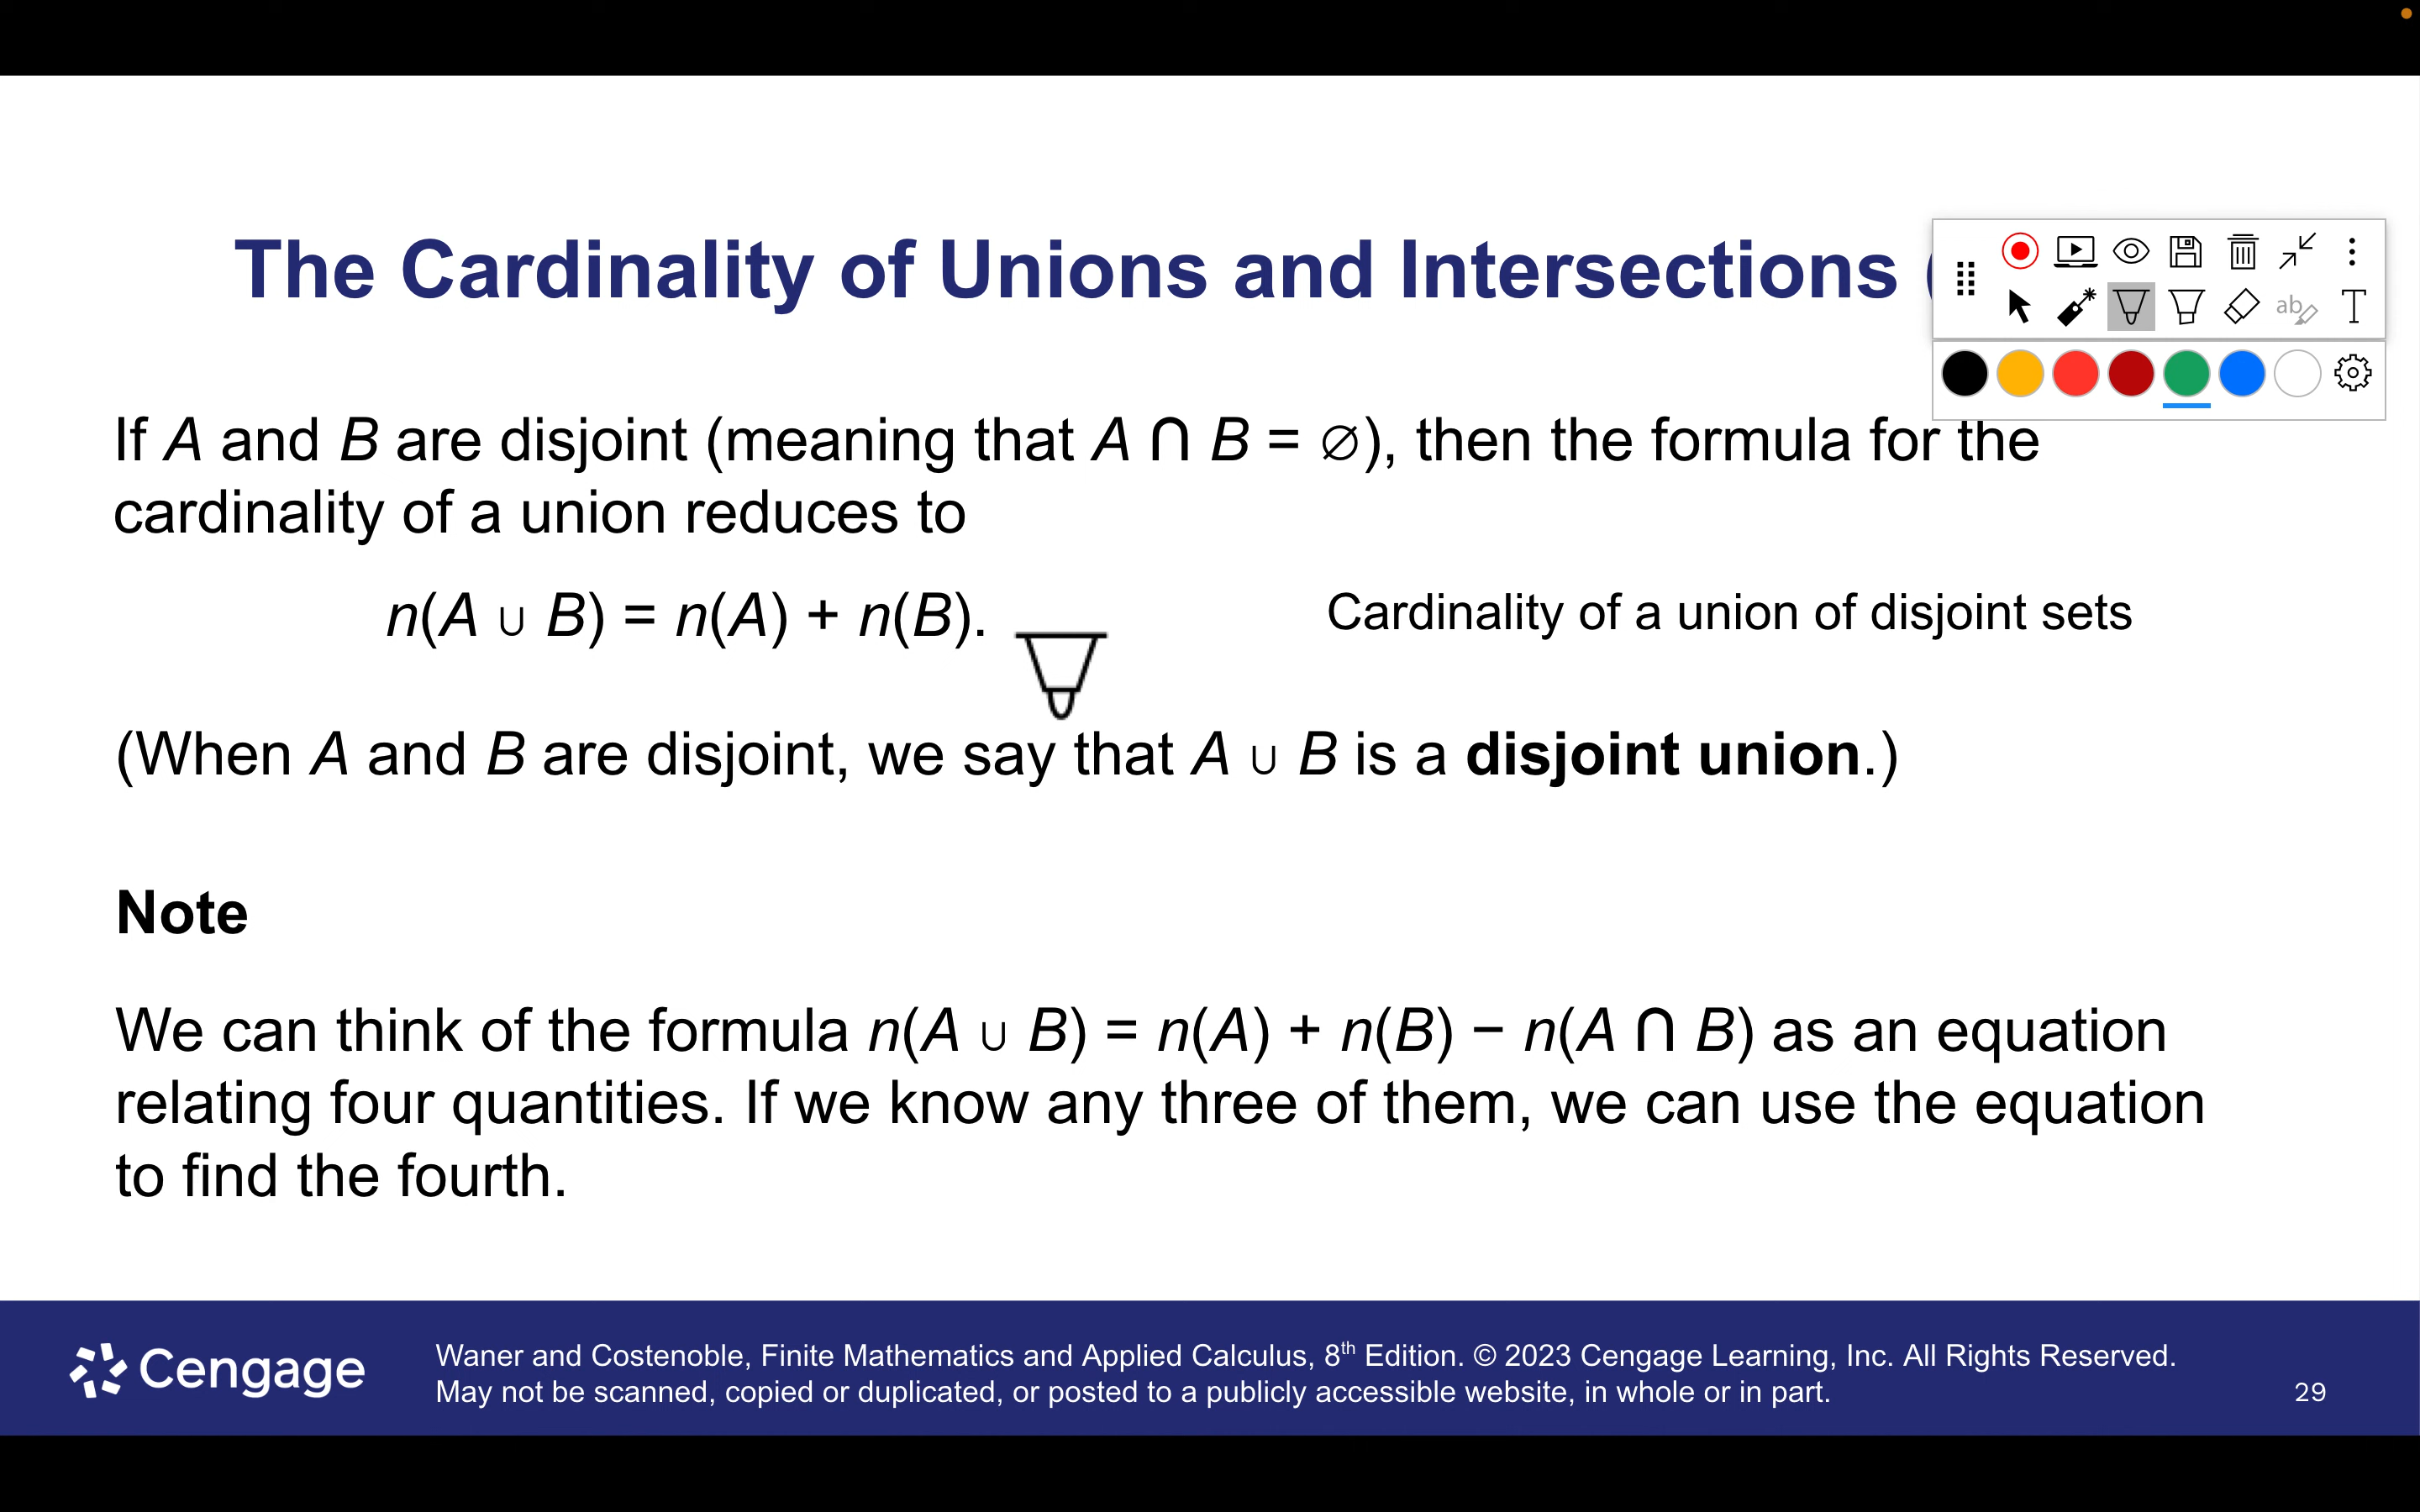 The Cardinality of Unions and Intersections (
ab
T
If A and B are disjoint (meaning that A ∩ B = ∅), then the formula for the
cardinality of a union reduces to
n(A ∪ B) = n(A) + n(B).
Cardinality of a union of disjoint sets
(When A and B are disjoint, we say that A ∪ B is a disjoint union.)
Note
We can think of the formula n(A ∪ B) = n(A) + n(B) − n(A ∩ B) as an equation
relating four quantities. If we know any three of them, we can use the equation
to find the fourth.
Cengage
Waner and Costenoble, Finite Mathematics and Applied Calculus, 8th Edition. © 2023 Cengage Learning, Inc. All Rights Reserved.
May not be scanned, copied or duplicated, or posted to a publicly accessible website, in whole or in part.
29